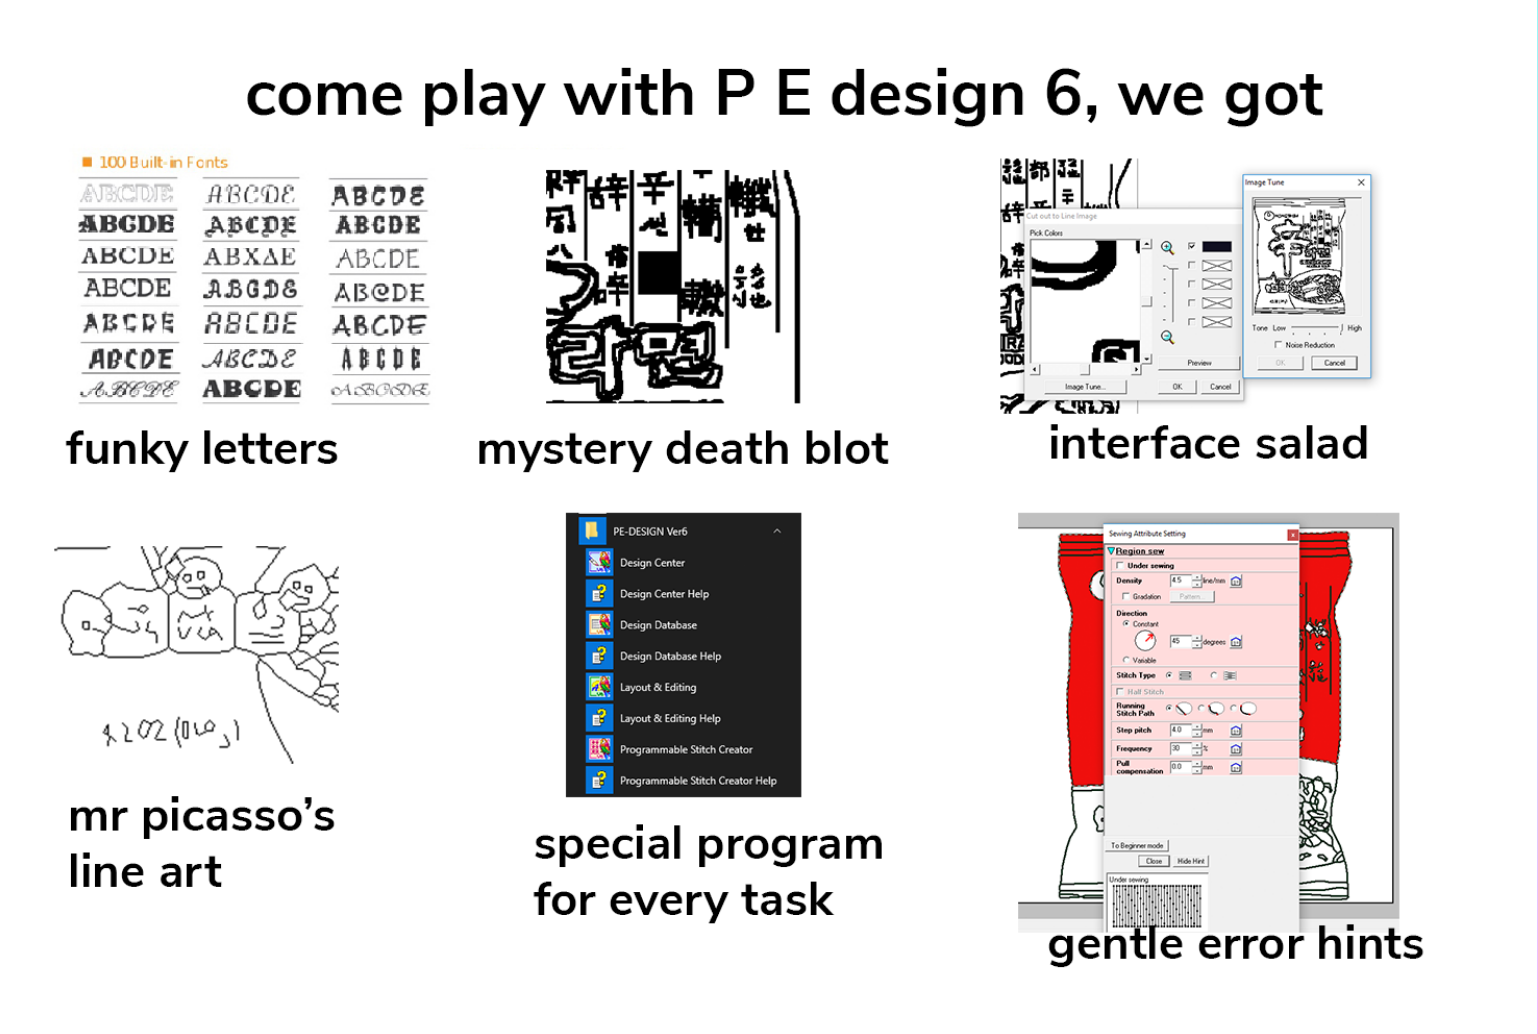 come play with P E design 6, we got
100 Built-in Fonts
ABCDE ABCDE ABCDE
ABCDE ABCDE ABCDE
ABCDE ABXΔE ABCDE
ABCDE ABCDE ABCDE
ABCDE ABCDE ABCDE
ABCDE ABCDE ABCDE
ABCDE ABCDE ABCDE
funky letters
mystery death blot
Cut out to Line Image
Pick Colors
Preview
Image Tune...
OK
Cancel
Image Tune
Tone Low High
Noise Reduction
OK
Cancel
interface salad
mr picasso's
line art
PE-DESIGN Ver6
Design Center
Design Center Help
Design Database
Design Database Help
Layout & Editing
Layout & Editing Help
Programmable Stitch Creator
Programmable Stitch Creator Help
special program
for every task
Sewing Attribute Setting
Region sew
Under sewing
Density 4.5 line/mm
Gradation Pattern...
Direction
Constant
45 degrees
Variable
Stitch Type
Half Stitch
Running
Stitch Path
Step pitch 4.0 mm
Frequency 30 %
Pull
compensation 0.0 mm
To Beginner mode
Close Hide Hint
Under sewing
gentle error hints